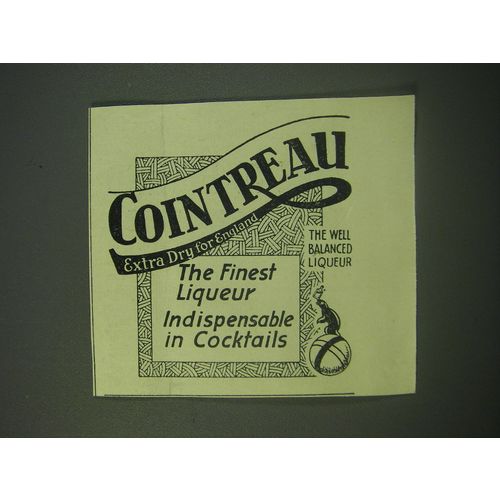 COINTREAU
Extra Dry for England
THE WELL
BALANCED
LIQUEUR
The Finest
Liqueur
Indispensable
in Cocktails